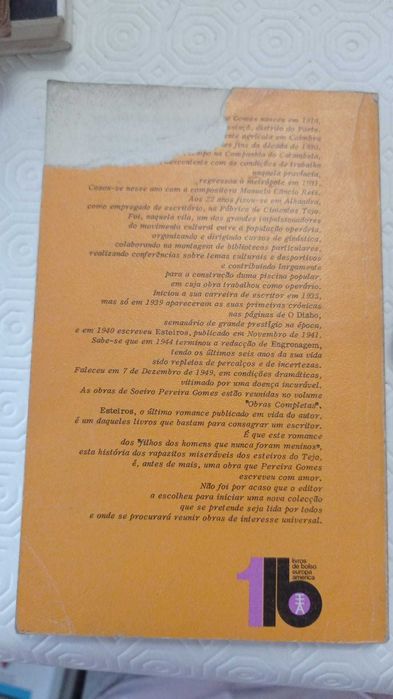 Gomes nasceu em 1910,
distrito do Porto.
agrícola em Coimbra
fins da década de 1920,
tempo na Companhia do Catumbela,
descontente com as condições de trabalho
naquela província,
regressou à metrópole em 1931.
Casou-se nesse ano com a compositora Manuela Câncio Reis.
Aos 22 anos fixou-se em Alhandra,
como empregado de escritório, na Fábrica de Cimentos Tejo.
Foi, naquela vila, um dos grandes impulsionadores
do movimento cultural entre a população operária,
organizando e dirigindo cursos de ginástica,
colaborando na montagem de bibliotecas particulares,
realizando conferências sobre temas culturais e desportivos
e contribuindo largamente
para a construção duma piscina popular,
em cuja obra trabalhou como operário.
Iniciou a sua carreira de escritor em 1935,
mas só em 1939 apareceram as suas primeiras crónicas
nas páginas de O Diabo,
semanário de grande prestígio na época,
e em 1940 escreveu Esteiros, publicado em Novembro de 1941.
Sabe-se que em 1944 terminou a redacção de Engrenagem,
tendo os últimos seis anos da sua vida
sido repletos de percalços e de incertezas.
Faleceu em 7 de Dezembro de 1949, em condições dramáticas,
vitimado por uma doença incurável.
As obras de Soeiro Pereira Gomes estão reunidas no volume
"Obras Completas".
Esteiros, o último romance publicado em vida do autor,
é um daqueles livros que bastam para consagrar um escritor.
É que este romance
dos "filhos dos homens que nunca foram meninos",
esta história dos rapazitos miseráveis dos esteiros do Tejo,
é, antes de mais, uma obra que Pereira Gomes
escreveu com amor.
Não foi por acaso que o editor
a escolheu para iniciar uma nova colecção
que se pretende seja lida por todos
e onde se procurará reunir obras de interesse universal.
1b
livros
de bolso
europa
america